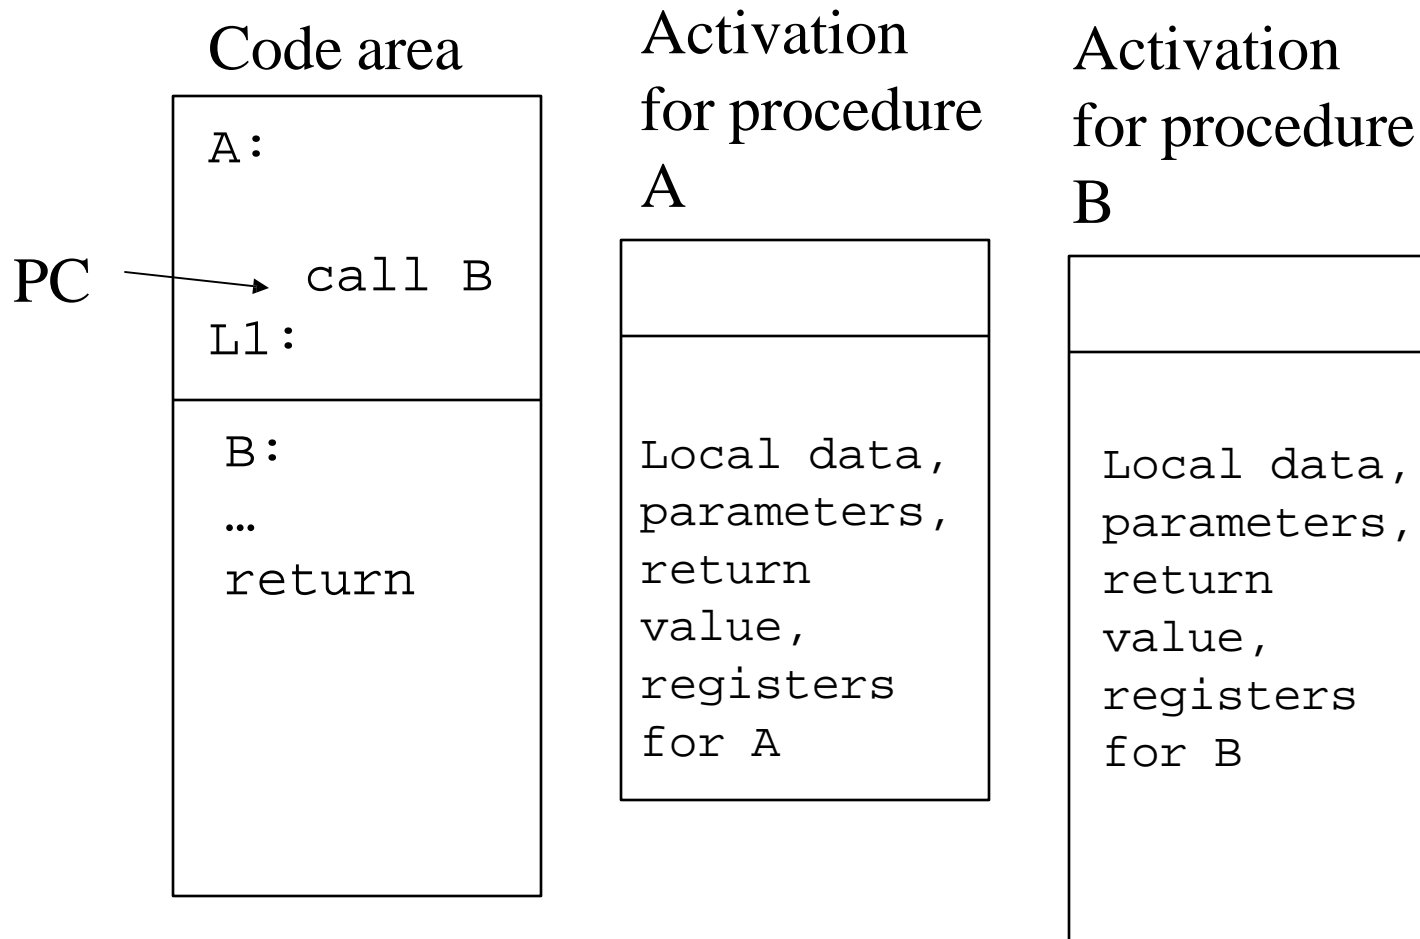 Code area
A:
PC
call B
L1:
B:
…
return
Activation
for procedure
A
Local data,
parameters,
return
value,
registers
for A
Activation
for procedure
B
Local data,
parameters,
return
value,
registers
for B